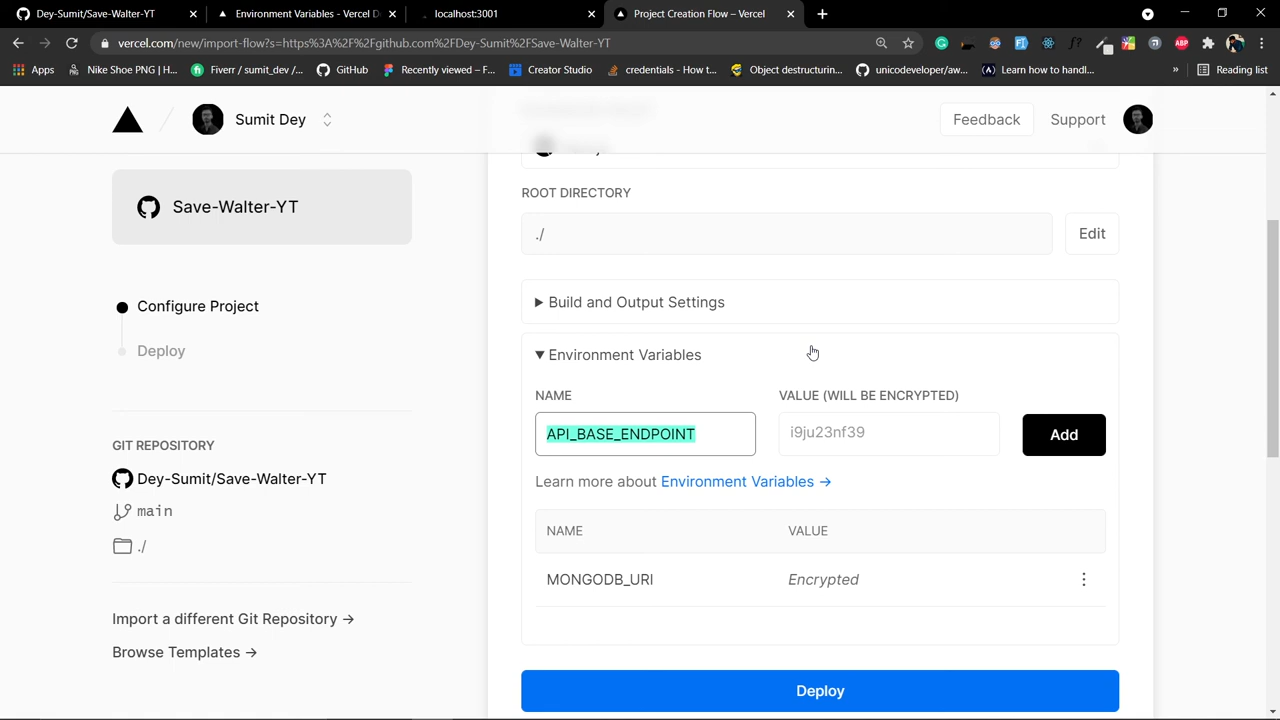 Dey-Sumit/Save-Walter-YT
Environment Variables - Vercel D
localhost:3001
Project Creation Flow – Vercel
vercel.com/new/import-flow?s=https%3A%2F%2Fgithub.com%2FDey-Sumit%2FSave-Walter-YT
Apps
Nike Shoe PNG | H...
Fiverr / sumit_dev /...
GitHub
Recently viewed – F...
Creator Studio
credentials - How t...
Object destructurin...
unicodeveloper/aw...
Learn how to handl...
»
Reading list
Sumit Dey
Feedback
Support
Save-Walter-YT
Configure Project
Deploy
GIT REPOSITORY
Dey-Sumit/Save-Walter-YT
main
./
Import a different Git Repository →
Browse Templates →
ROOT DIRECTORY
./
Edit
Build and Output Settings
Environment Variables
NAME
VALUE (WILL BE ENCRYPTED)
API_BASE_ENDPOINT
i9ju23nf39
Add
Learn more about Environment Variables →
NAME
VALUE
MONGODB_URI
Encrypted
Deploy